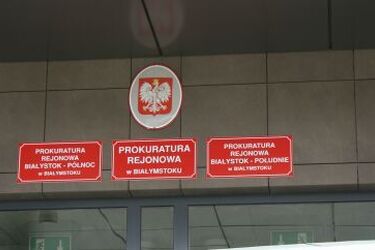 PROKURATURA
REJONOWA
BIAŁYSTOK - PÓŁNOC
w BIAŁYMSTOKU
PROKURATURA
REJONOWA
w BIAŁYMSTOKU
PROKURATURA
REJONOWA
BIAŁYSTOK - POŁUDNIE
w BIAŁYMSTOKU